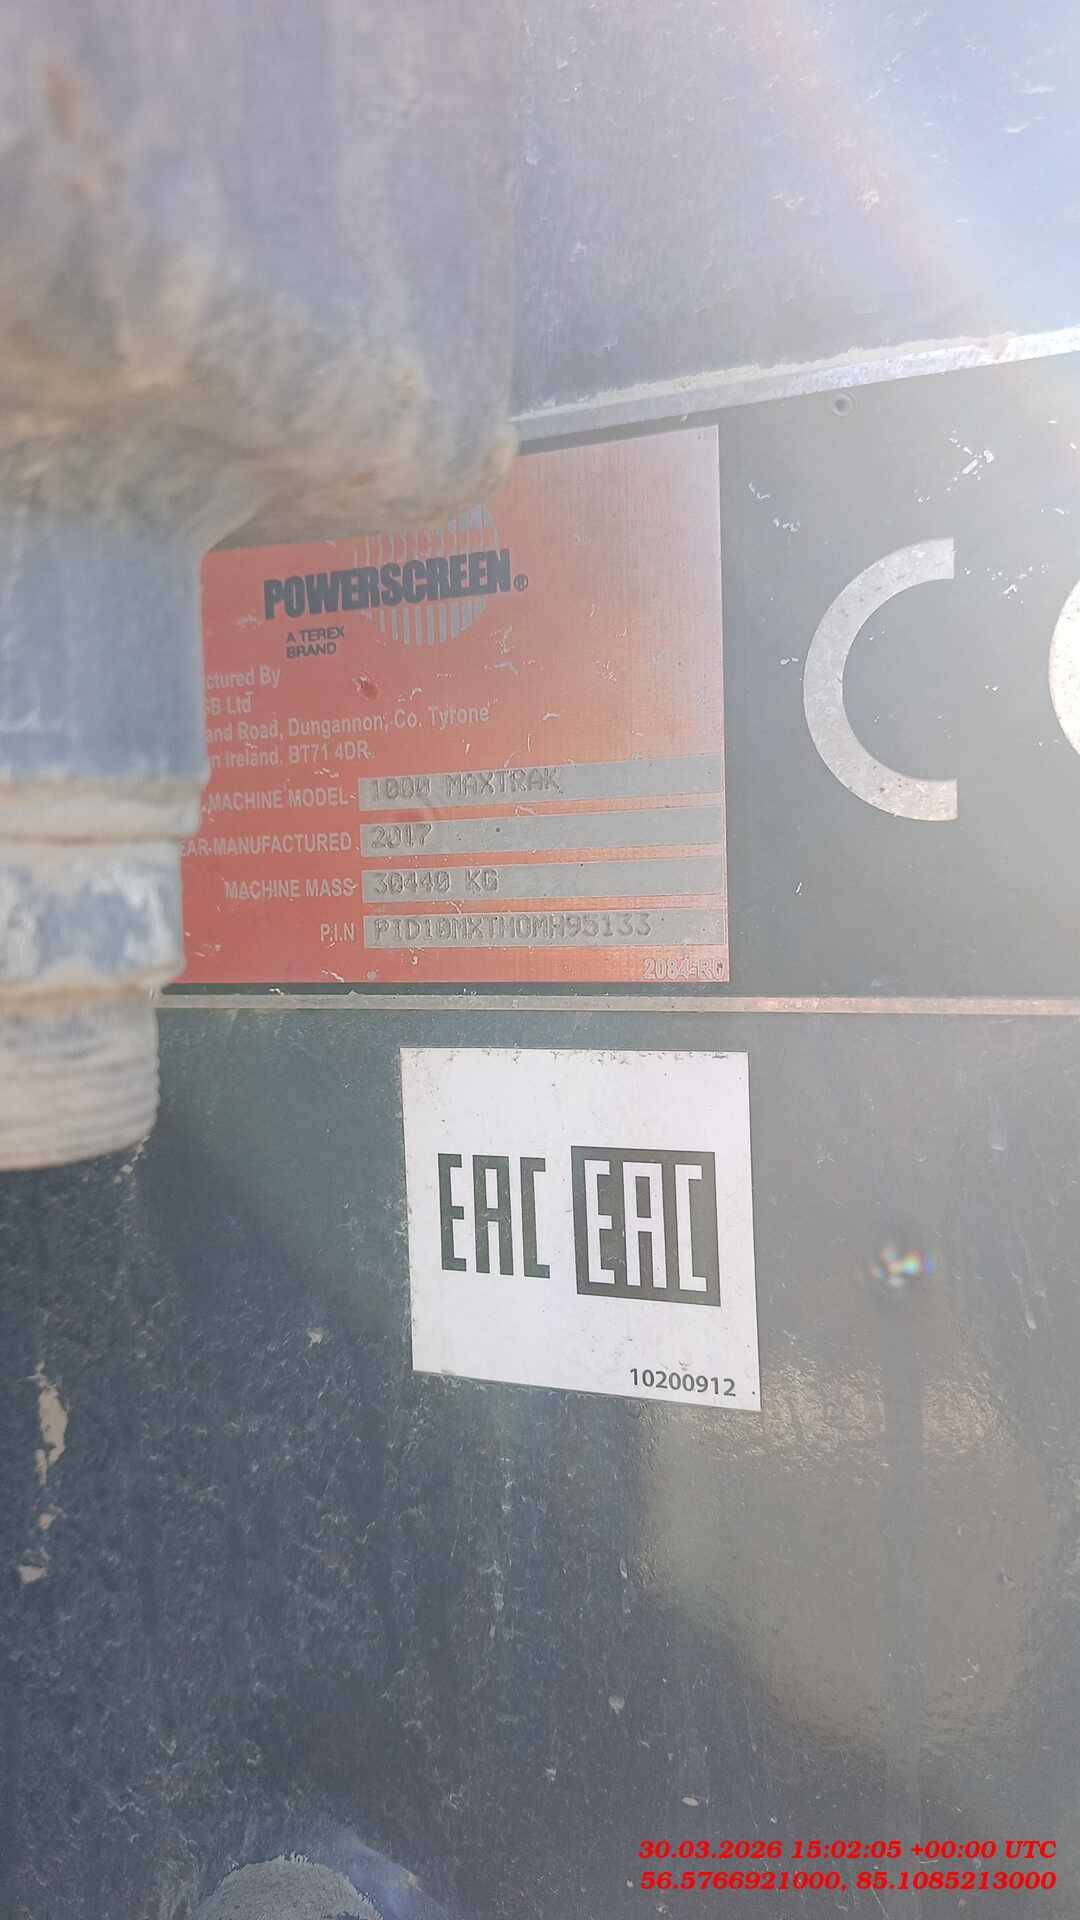 POWERSCREEN®
A TEREX
BRAND
ctured By
SB Ltd
and Road, Dungannon, Co. Tyrone
n Ireland, BT71 4DR
MACHINE MODEL 1000 MAXTRAK
EAR MANUFACTURED 2017
MACHINE MASS 30440 KG
P.I.N PID10MXTHOMH95133
C
EAC EAC
10200912
30.03.2026 15:02:05 +00:00 UTC
56.5766921000, 85.1085213000